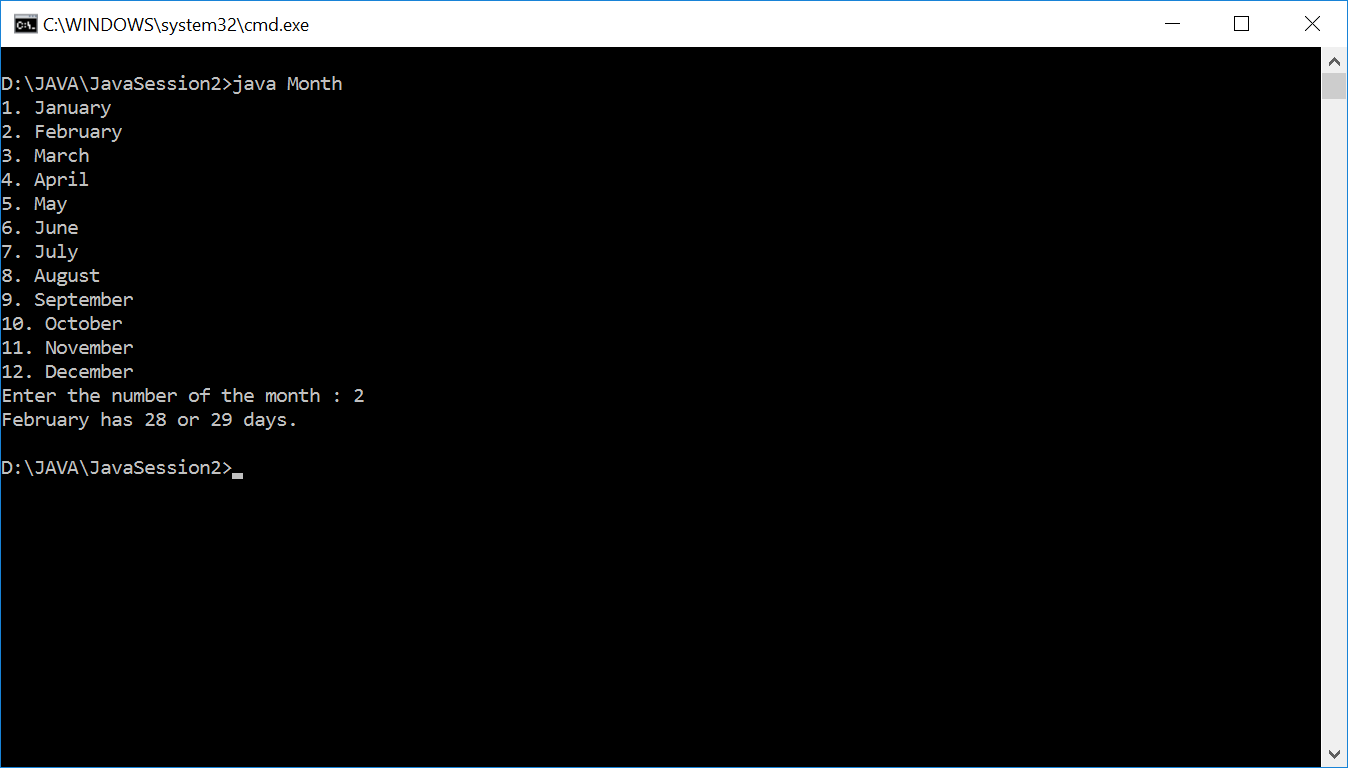 C:\WINDOWS\system32\cmd.exe
D:\JAVA\JavaSession2>java Month
1. January
2. February
3. March
4. April
5. May
6. June
7. July
8. August
9. September
10. October
11. November
12. December
Enter the number of the month : 2
February has 28 or 29 days.
D:\JAVA\JavaSession2>